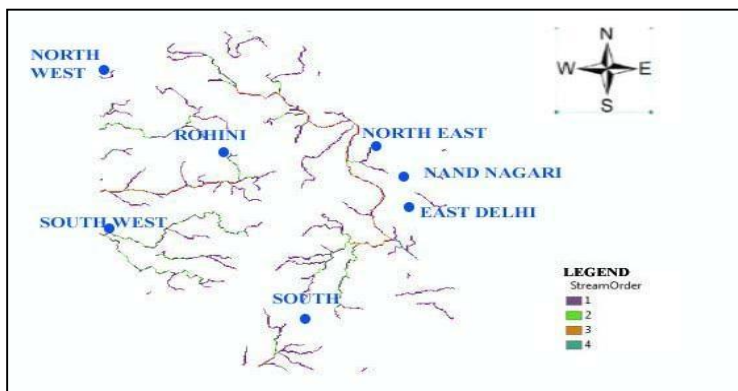 N
W E
S
NORTH
WEST
ROHINI
NORTH EAST
NAND NAGARI
EAST DELHI
SOUTH WEST
SOUTH
LEGEND
StreamOrder
1
2
3
4